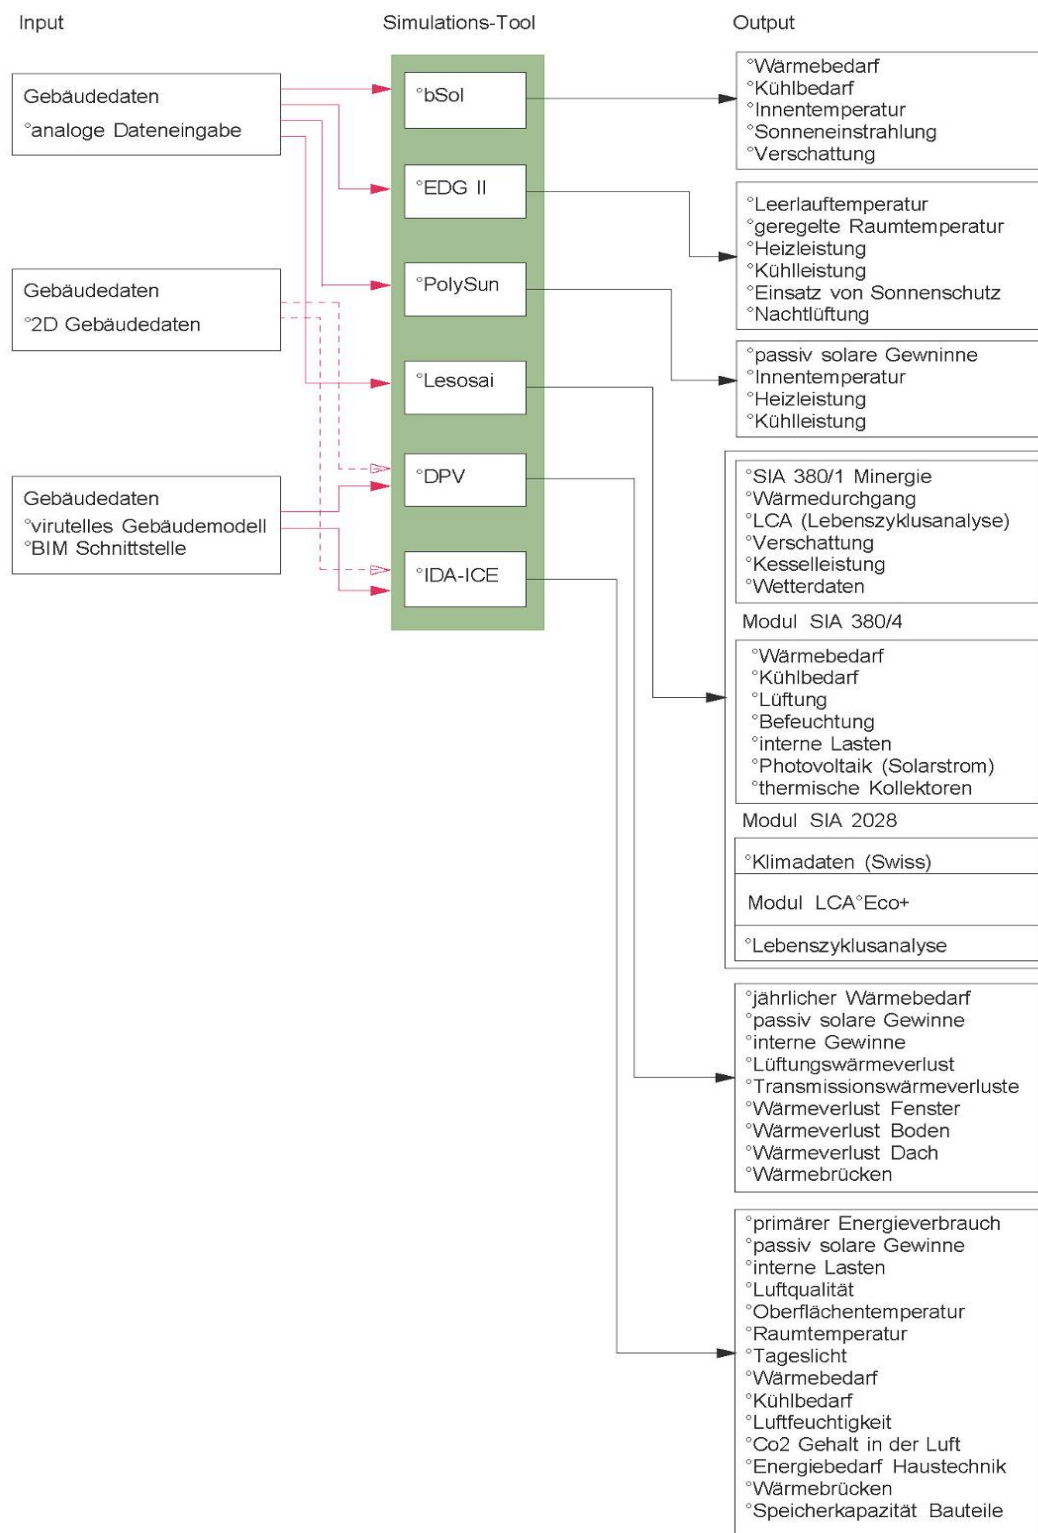 Input
Simulations-Tool
Output
Gebäudedaten
°analoge Dateneingabe
Gebäudedaten
°2D Gebäudedaten
Gebäudedaten
°virutelles Gebäudemodell
°BIM Schnittstelle
°bSol
°EDG II
°PolySun
°Lesosai
°DPV
°IDA-ICE
°Wärmebedarf
°Kühlbedarf
°Innentemperatur
°Sonneneinstrahlung
°Verschattung
°Leerlauftemperatur
°geregelte Raumtemperatur
°Heizleistung
°Kühlleistung
°Einsatz von Sonnenschutz
°Nachtlüftung
°passiv solare Gewninne
°Innentemperatur
°Heizleistung
°Kühlleistung
°SIA 380/1 Minergie
°Wärmedurchgang
°LCA (Lebenszyklusanalyse)
°Verschattung
°Kesselleistung
°Wetterdaten
Modul SIA 380/4
°Wärmebedarf
°Kühlbedarf
°Lüftung
°Befeuchtung
°interne Lasten
°Photovoltaik (Solarstrom)
°thermische Kollektoren
Modul SIA 2028
°Klimadaten (Swiss)
Modul LCA°Eco+
°Lebenszyklusanalyse
°jährlicher Wärmebedarf
°passiv solare Gewinne
°interne Gewinne
°Lüftungswärmeverlust
°Transmissionswärmeverluste
°Wärmeverlust Fenster
°Wärmeverlust Boden
°Wärmeverlust Dach
°Wärmebrücken
°primärer Energieverbrauch
°passiv solare Gewinne
°interne Lasten
°Luftqualität
°Oberflächentemperatur
°Raumtemperatur
°Tageslicht
°Wärmebedarf
°Kühlbedarf
°Luftfeuchtigkeit
°Co2 Gehalt in der Luft
°Energiebedarf Haustechnik
°Wärmebrücken
°Speicherkapazität Bauteile